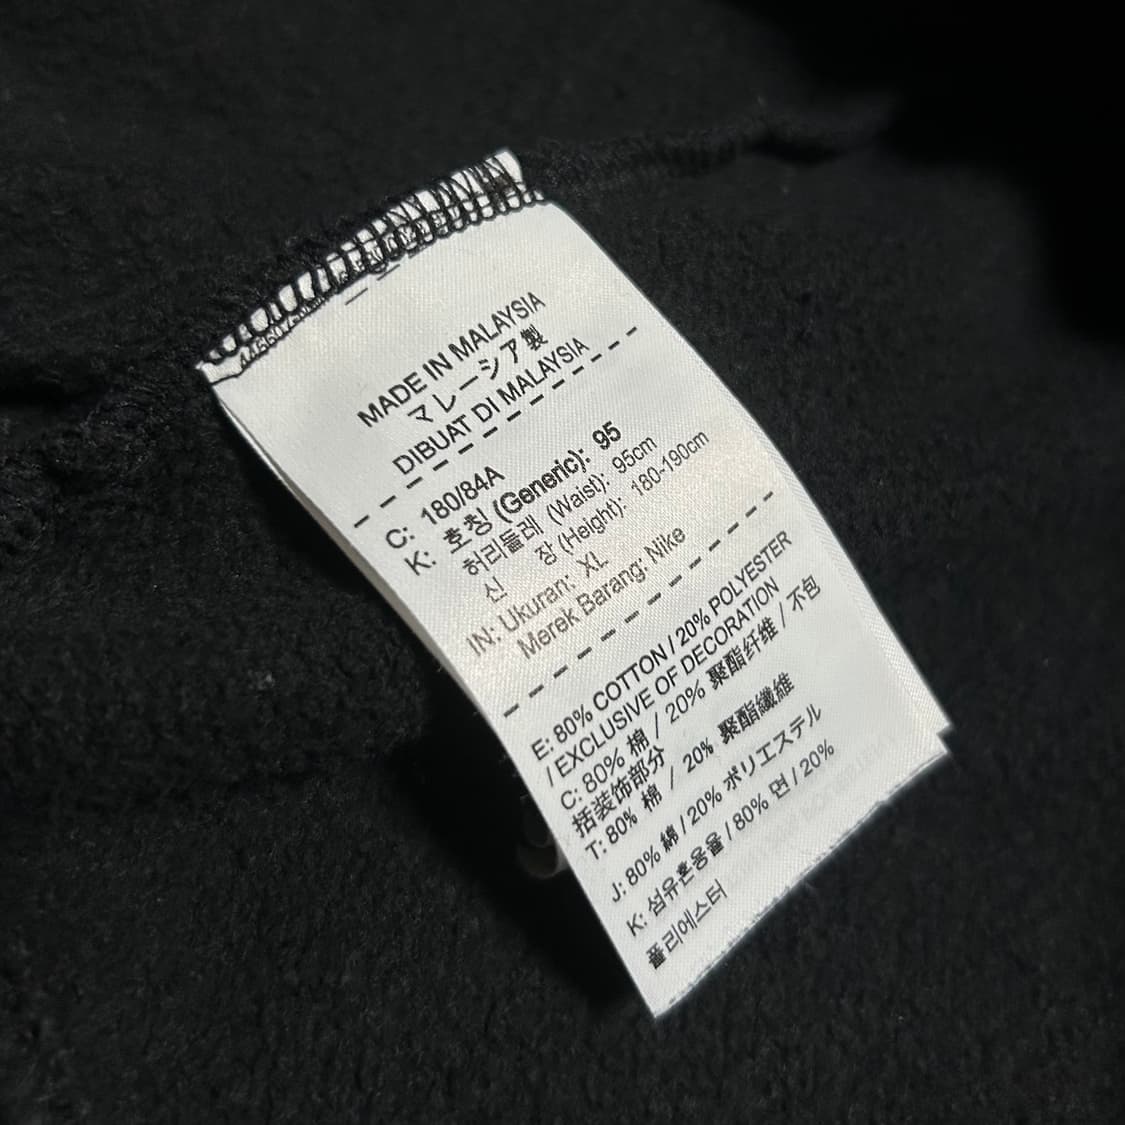 MADE IN MALAYSIA
マレーシア製
DIBUAT DI MALAYSIA
C: 180/84A
K: 호칭 (Generic): 95
허리둘레 (Waist): 95cm
신 장 (Height): 180-190cm
IN: Ukuran: XL
Merek Barang: Nike
E: 80% COTTON / 20% POLYESTER
/ EXCLUSIVE OF DECORATION
C: 80% 棉 / 20% 聚酯纤维 / 不包
括装饰部分
T: 80% 棉 / 20% 聚酯纖維
J: 80% 綿 / 20% ポリエステル
K: 섬유혼용율 / 80% 면 / 20%
폴리에스터